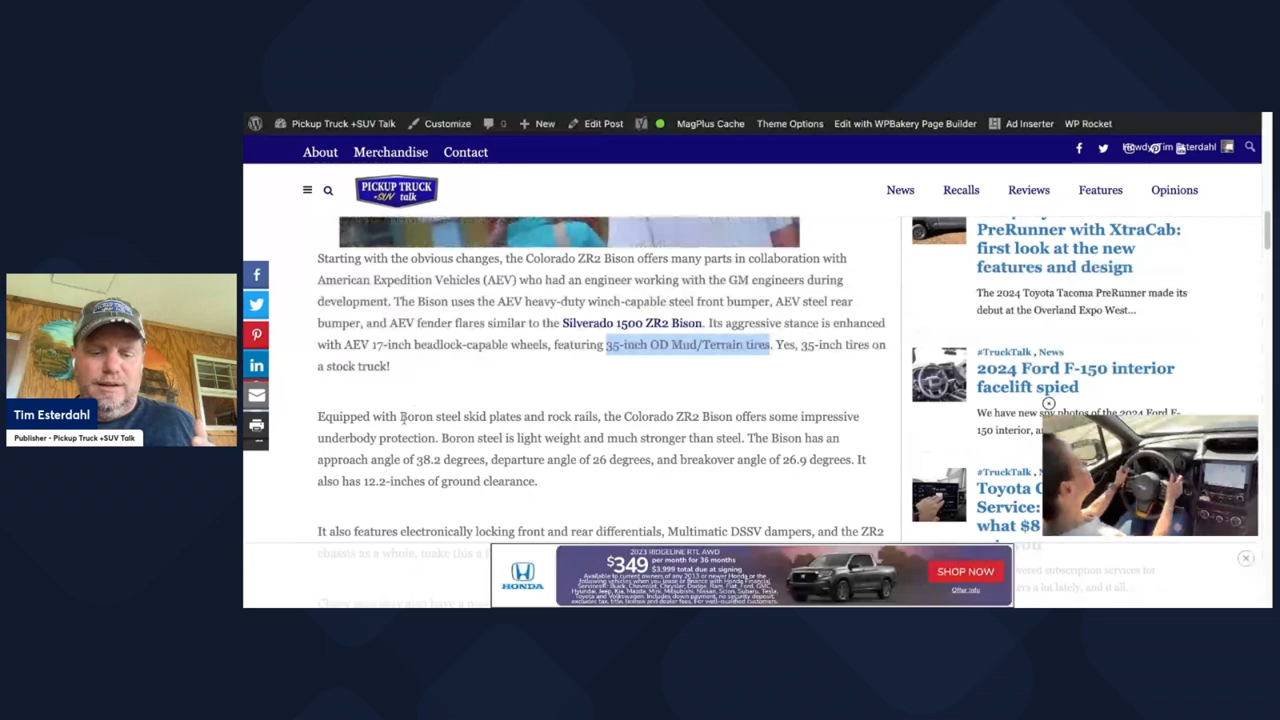 Pickup Truck +SUV Talk
Customize
0
New
Edit Post
MagPlus Cache
Theme Options
Edit with WPBakery Page Builder
Ad Inserter
WP Rocket
About
Merchandise
Contact
Tim Esterdahl
PICKUP TRUCK
+SUV talk
News
Recalls
Reviews
Features
Opinions
Starting with the obvious changes, the Colorado ZR2 Bison offers many parts in collaboration with
American Expedition Vehicles (AEV) who had an engineer working with the GM engineers during
development. The Bison uses the AEV heavy-duty winch-capable steel front bumper, AEV steel rear
bumper, and AEV fender flares similar to the Silverado 1500 ZR2 Bison. Its aggressive stance is enhanced
with AEV 17-inch beadlock-capable wheels, featuring 35-inch OD Mud/Terrain tires. Yes, 35-inch tires on
a stock truck!
Equipped with Boron steel skid plates and rock rails, the Colorado ZR2 Bison offers some impressive
underbody protection. Boron steel is light weight and much stronger than steel. The Bison has an
approach angle of 38.2 degrees, departure angle of 26 degrees, and breakover angle of 26.9 degrees. It
also has 12.2-inches of ground clearance.
It also features electronically locking front and rear differentials, Multimatic DSSV dampers, and the ZR2
chassis as a whole, make this a
PreRunner with XtraCab:
first look at the new
features and design
The 2024 Toyota Tacoma PreRunner made its
debut at the Overland Expo West...
#TruckTalk , News
2024 Ford F-150 interior
facelift spied
We have new spy photos of the 2024 Ford F-
150 interior,
#TruckTalk ,
Toyota
Service:
what $8
subscription services for
a lot lately, and it all...
Tim Esterdahl
Publisher - Pickup Truck +SUV Talk
HONDA
2023 RIDGELINE RTL AWD
$349 per month for 36 months
$3,999 total due at signing
SHOP NOW
Offer Info